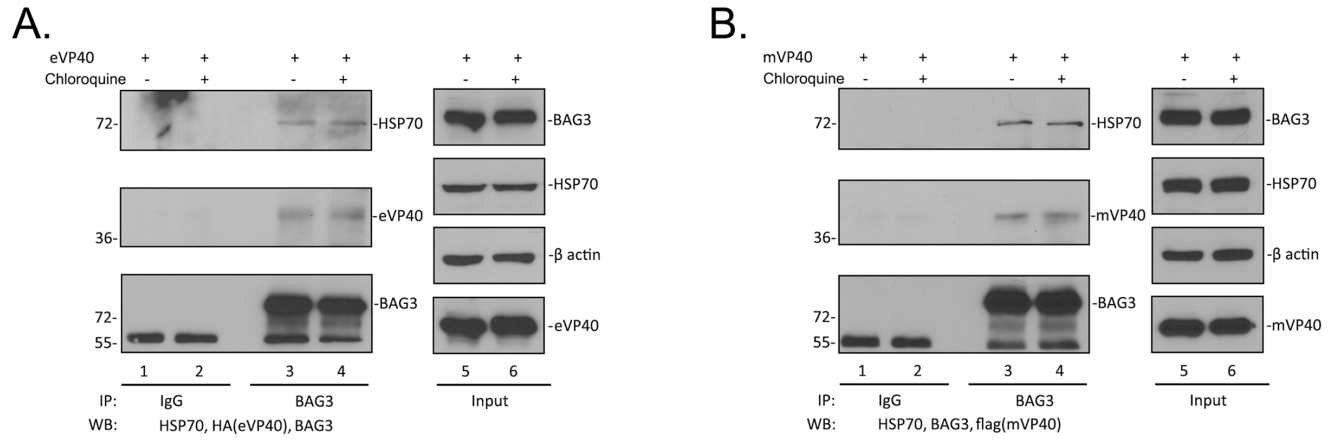 A.
eVP40 + + + + + +
Chloroquine - + - + - +
72- -HSP70 -BAG3
-HSP70
-eVP40
36-
-β actin
-BAG3
72- -eVP40
55-
1 2 3 4 5 6
IP: IgG BAG3 Input
WB: HSP70, HA(eVP40), BAG3
B.
mVP40 + + + + + +
Chloroquine - + - + - +
72- -HSP70 -BAG3
-HSP70
-mVP40
36-
-β actin
-BAG3
72- -mVP40
55-
1 2 3 4 5 6
IP: IgG BAG3 Input
WB: HSP70, BAG3, flag(mVP40)